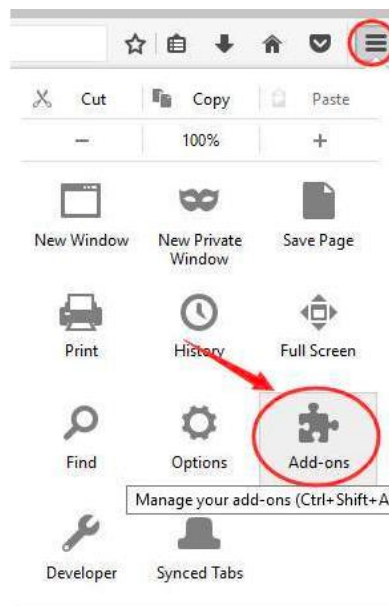 Cut Copy Paste
100%
New Window New Private Window Save Page
Print History Full Screen
Find Options Add-ons
Manage your add-ons (Ctrl+Shift+A
Developer Synced Tabs